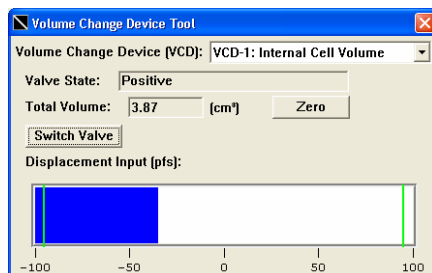 Volume Change Device Tool
Volume Change Device (VCD): VCD-1: Internal Cell Volume
Valve State: Positive
Total Volume: 3.87 (cm³) Zero
Switch Valve
Displacement Input (pfs):
-100 -50 0 50 100